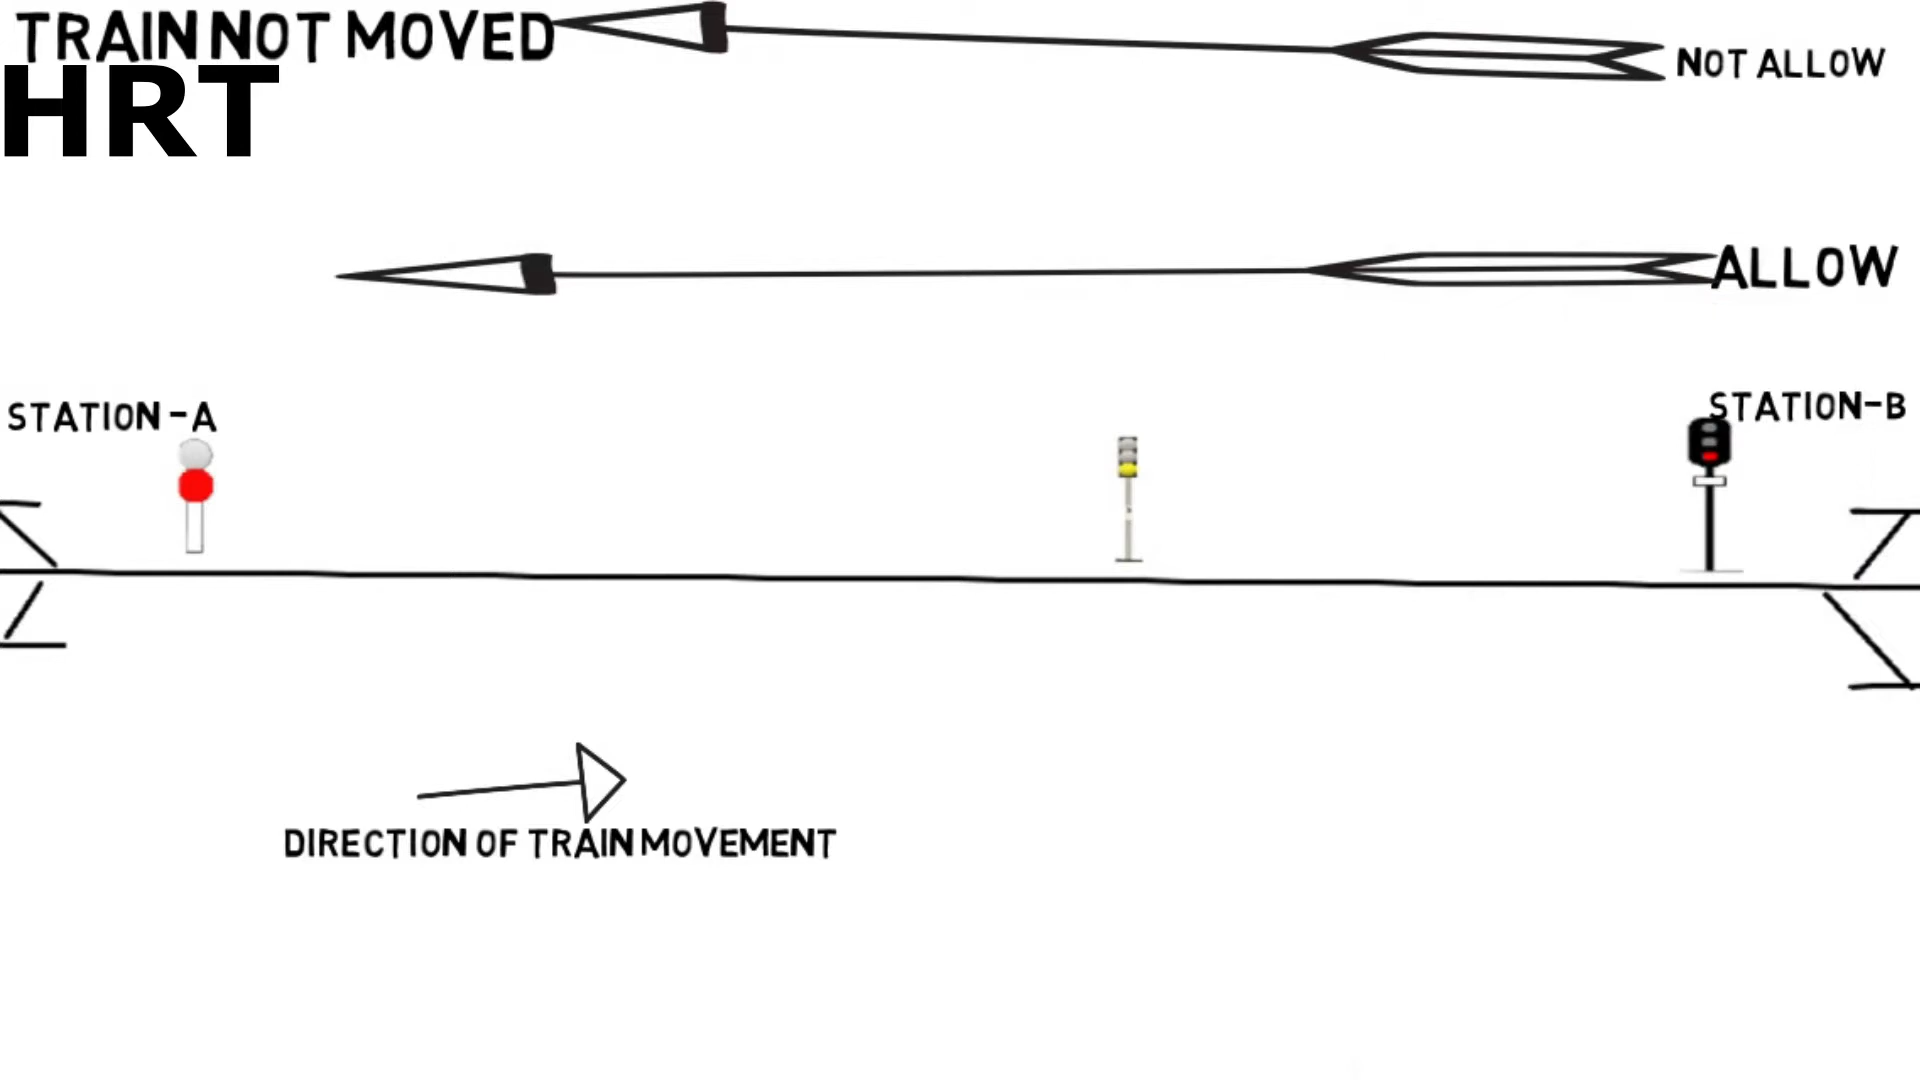 TRAIN NOT MOVED
NOT ALLOW
HRT
ALLOW
STATION-A
STATION-B
DIRECTION OF TRAIN MOVEMENT